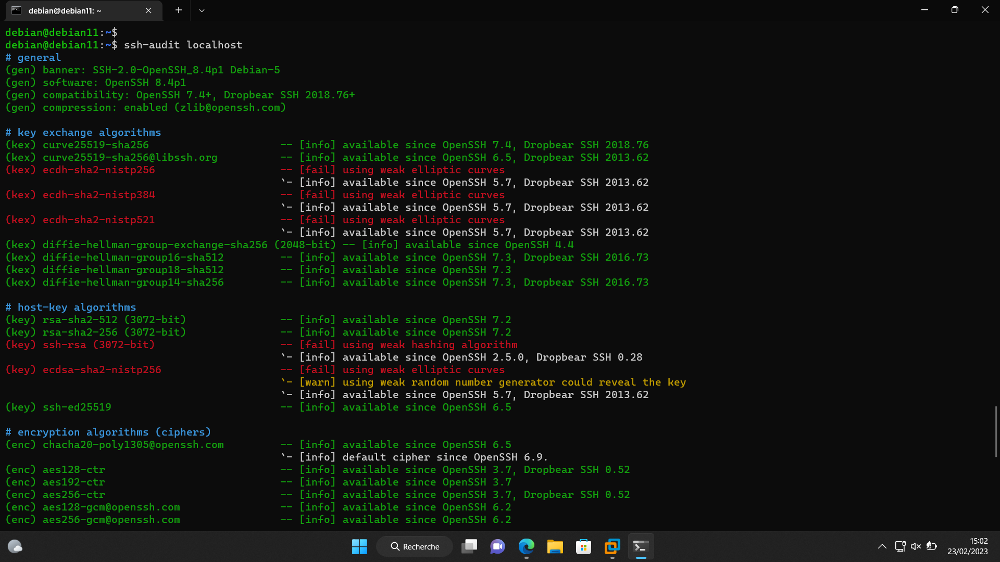 debian@debian11: ~
debian@debian11:~$
debian@debian11:~$ ssh-audit localhost
# general
(gen) banner: SSH-2.0-OpenSSH_8.4p1 Debian-5
(gen) software: OpenSSH 8.4p1
(gen) compatibility: OpenSSH 7.4+, Dropbear SSH 2018.76+
(gen) compression: enabled (zlib@openssh.com)
# key exchange algorithms
(kex) curve25519-sha256 -- [info] available since OpenSSH 7.4, Dropbear SSH 2018.76
(kex) curve25519-sha256@libssh.org -- [info] available since OpenSSH 6.5, Dropbear SSH 2013.62
(kex) ecdh-sha2-nistp256 -- [fail] using weak elliptic curves
`- [info] available since OpenSSH 5.7, Dropbear SSH 2013.62
(kex) ecdh-sha2-nistp384 -- [fail] using weak elliptic curves
`- [info] available since OpenSSH 5.7, Dropbear SSH 2013.62
(kex) ecdh-sha2-nistp521 -- [fail] using weak elliptic curves
`- [info] available since OpenSSH 5.7, Dropbear SSH 2013.62
(kex) diffie-hellman-group-exchange-sha256 (2048-bit) -- [info] available since OpenSSH 4.4
(kex) diffie-hellman-group16-sha512 -- [info] available since OpenSSH 7.3, Dropbear SSH 2016.73
(kex) diffie-hellman-group18-sha512 -- [info] available since OpenSSH 7.3
(kex) diffie-hellman-group14-sha256 -- [info] available since OpenSSH 7.3, Dropbear SSH 2016.73
# host-key algorithms
(key) rsa-sha2-512 (3072-bit) -- [info] available since OpenSSH 7.2
(key) rsa-sha2-256 (3072-bit) -- [info] available since OpenSSH 7.2
(key) ssh-rsa (3072-bit) -- [fail] using weak hashing algorithm
`- [info] available since OpenSSH 2.5.0, Dropbear SSH 0.28
(key) ecdsa-sha2-nistp256 -- [fail] using weak elliptic curves
`- [warn] using weak random number generator could reveal the key
`- [info] available since OpenSSH 5.7, Dropbear SSH 2013.62
(key) ssh-ed25519 -- [info] available since OpenSSH 6.5
# encryption algorithms (ciphers)
(enc) chacha20-poly1305@openssh.com -- [info] available since OpenSSH 6.5
`- [info] default cipher since OpenSSH 6.9.
(enc) aes128-ctr -- [info] available since OpenSSH 3.7, Dropbear SSH 0.52
(enc) aes192-ctr -- [info] available since OpenSSH 3.7
(enc) aes256-ctr -- [info] available since OpenSSH 3.7, Dropbear SSH 0.52
(enc) aes128-gcm@openssh.com -- [info] available since OpenSSH 6.2
(enc) aes256-gcm@openssh.com -- [info] available since OpenSSH 6.2
Recherche
15:02
23/02/2023